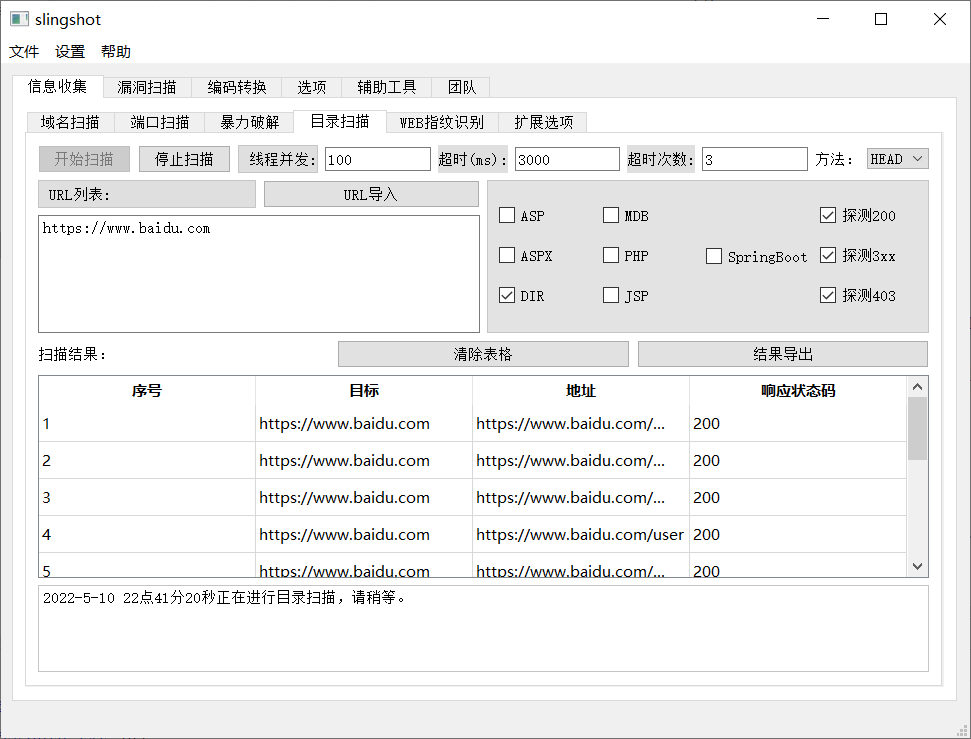 slingshot
文件 设置 帮助
信息收集 漏洞扫描 编码转换 选项 辅助工具 团队
域名扫描 端口扫描 暴力破解 目录扫描 WEB指纹识别 扩展选项
开始扫描 停止扫描 线程并发: 100 超时(ms): 3000 超时次数: 3 方法: HEAD
URL列表: URL导入
https://www.baidu.com
ASP MDB 探测200
ASPX PHP SpringBoot 探测3xx
DIR JSP 探测403
扫描结果: 清除表格 结果导出
序号 目标 地址 响应状态码
1 https://www.baidu.com https://www.baidu.com/... 200
2 https://www.baidu.com https://www.baidu.com/... 200
3 https://www.baidu.com https://www.baidu.com/... 200
4 https://www.baidu.com https://www.baidu.com/user 200
5 https://www.baidu.com https://www.baidu.com/... 200
2022-5-10 22点41分20秒正在进行目录扫描，请稍等。